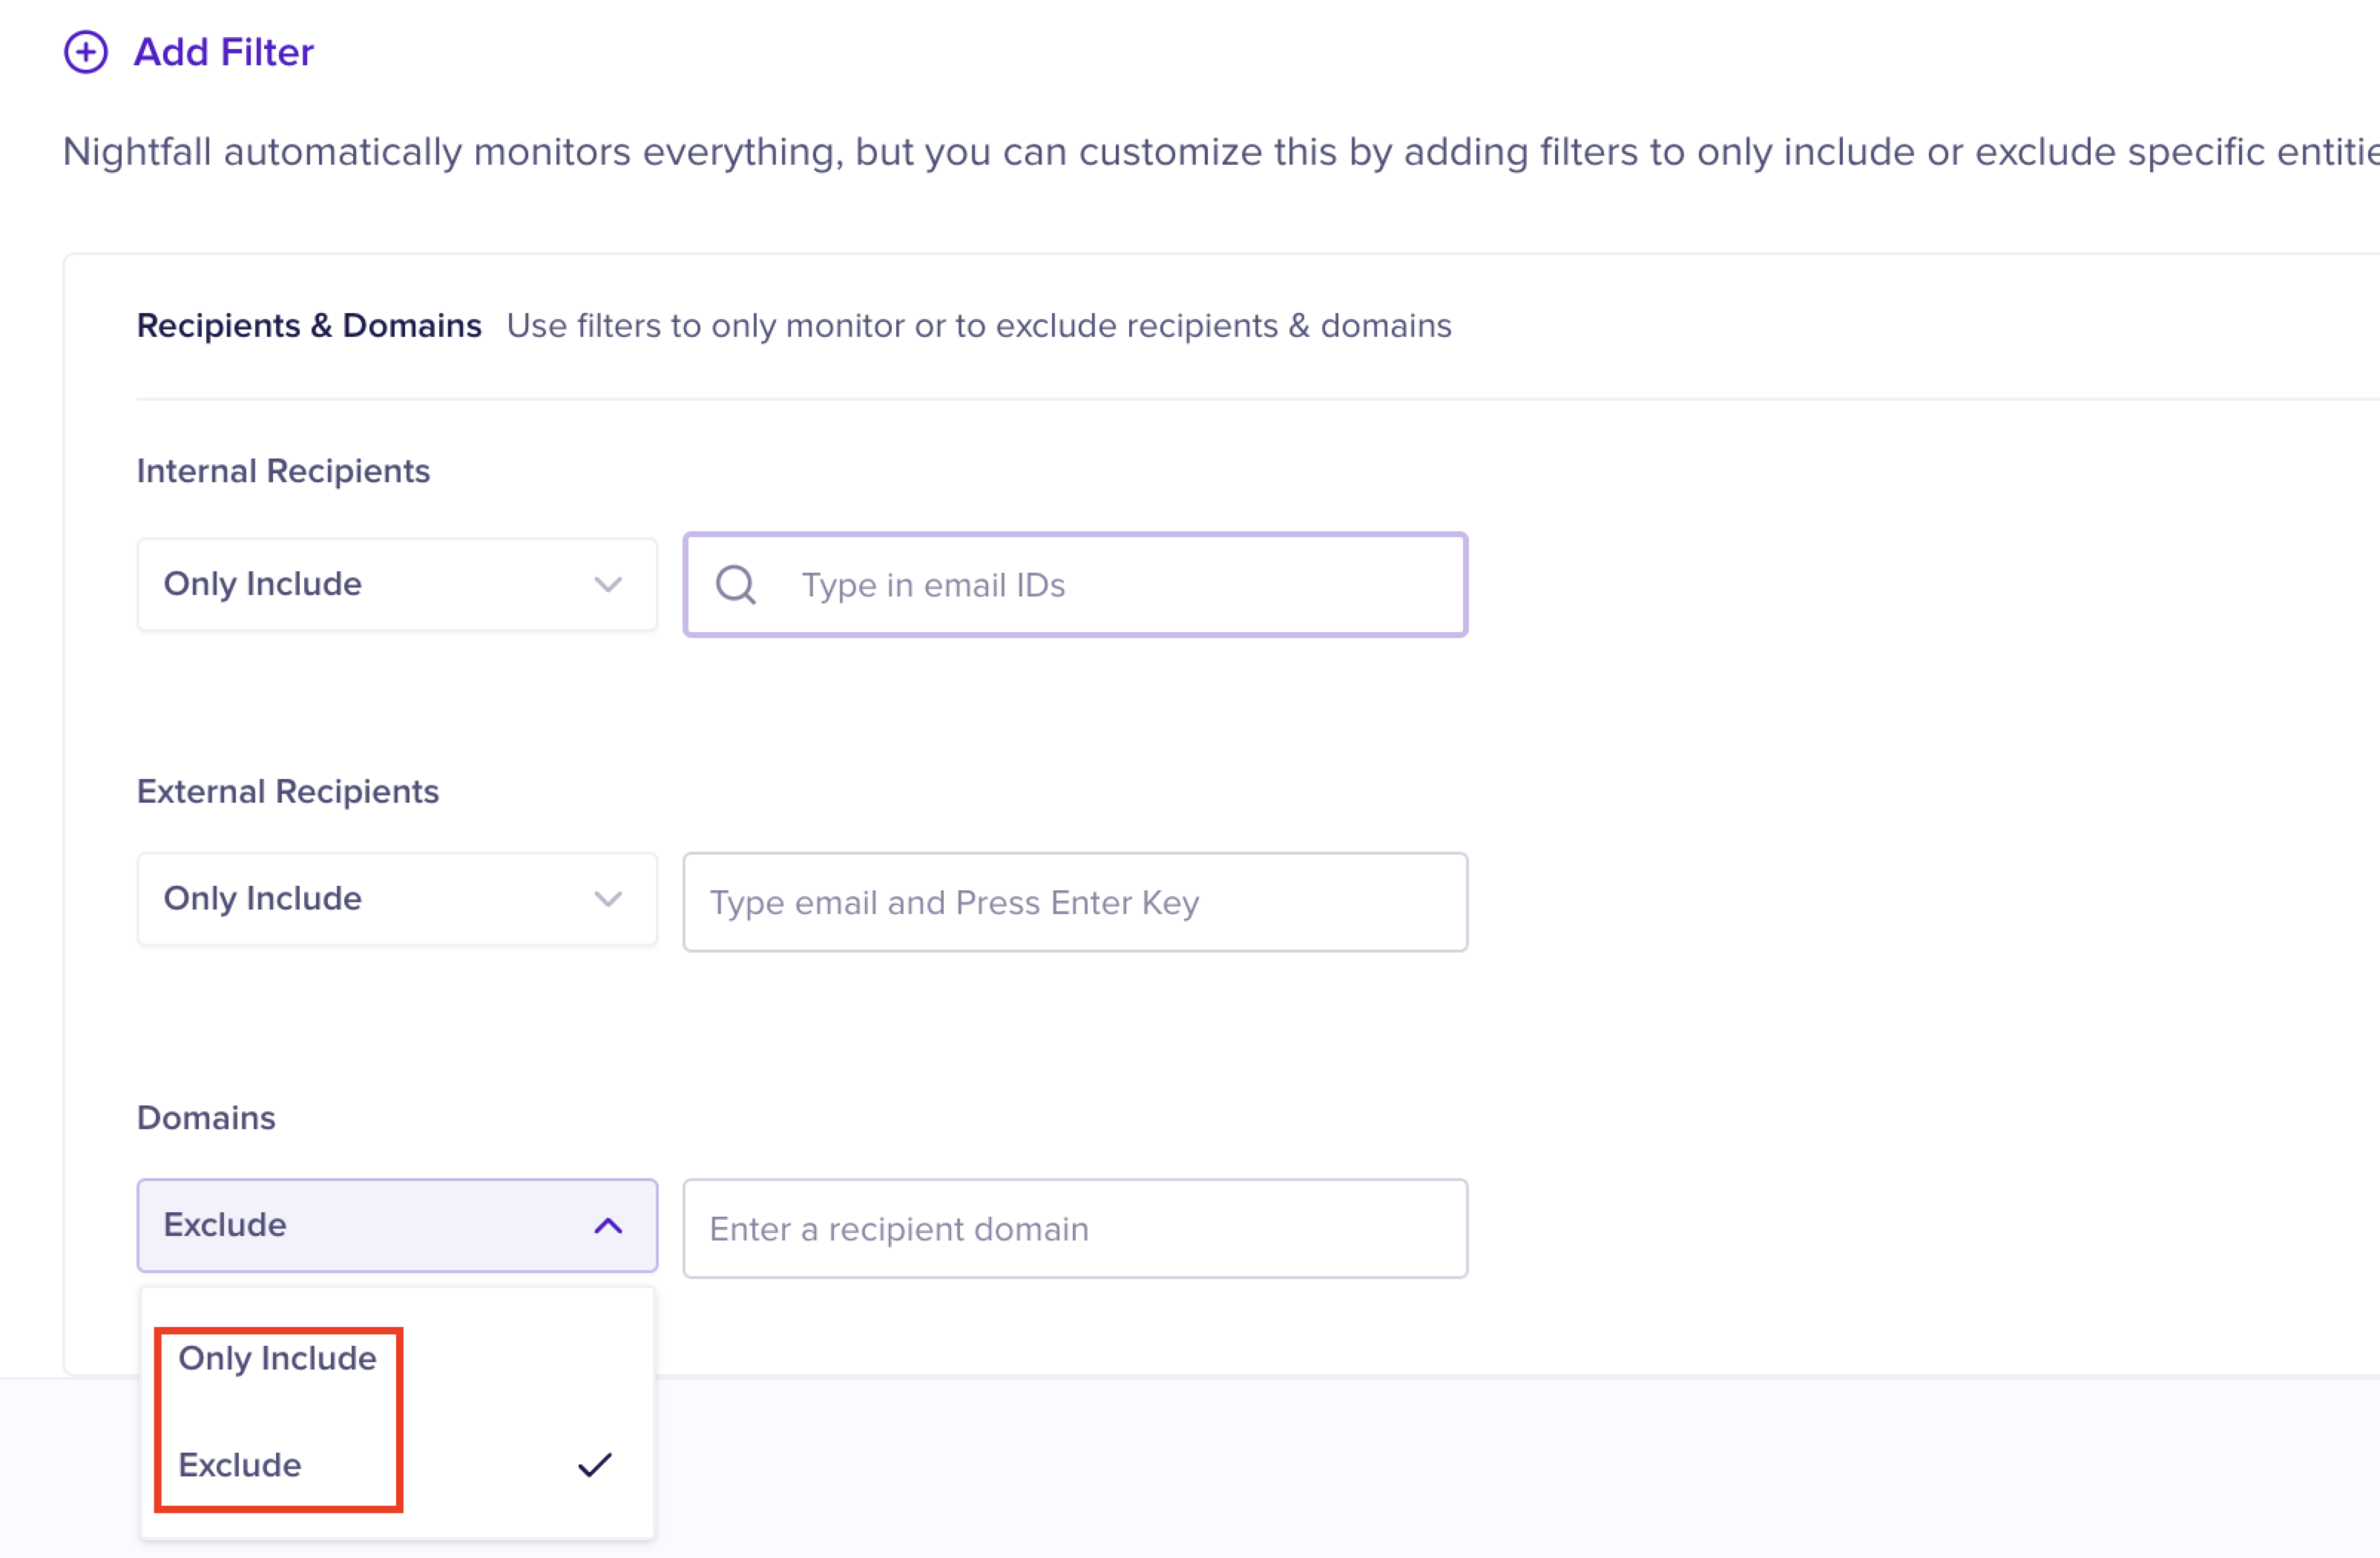 Add Filter
Nightfall automatically monitors everything, but you can customize this by adding filters to only include or exclude specific
Recipients & Domains Use filters to only monitor or to exclude recipients & domains
Internal Recipients
Only Include Type in email IDs
External Recipients
Only Include Type email and Press Enter Key
Domains
Exclude Enter a recipient domain
Only Include
Exclude